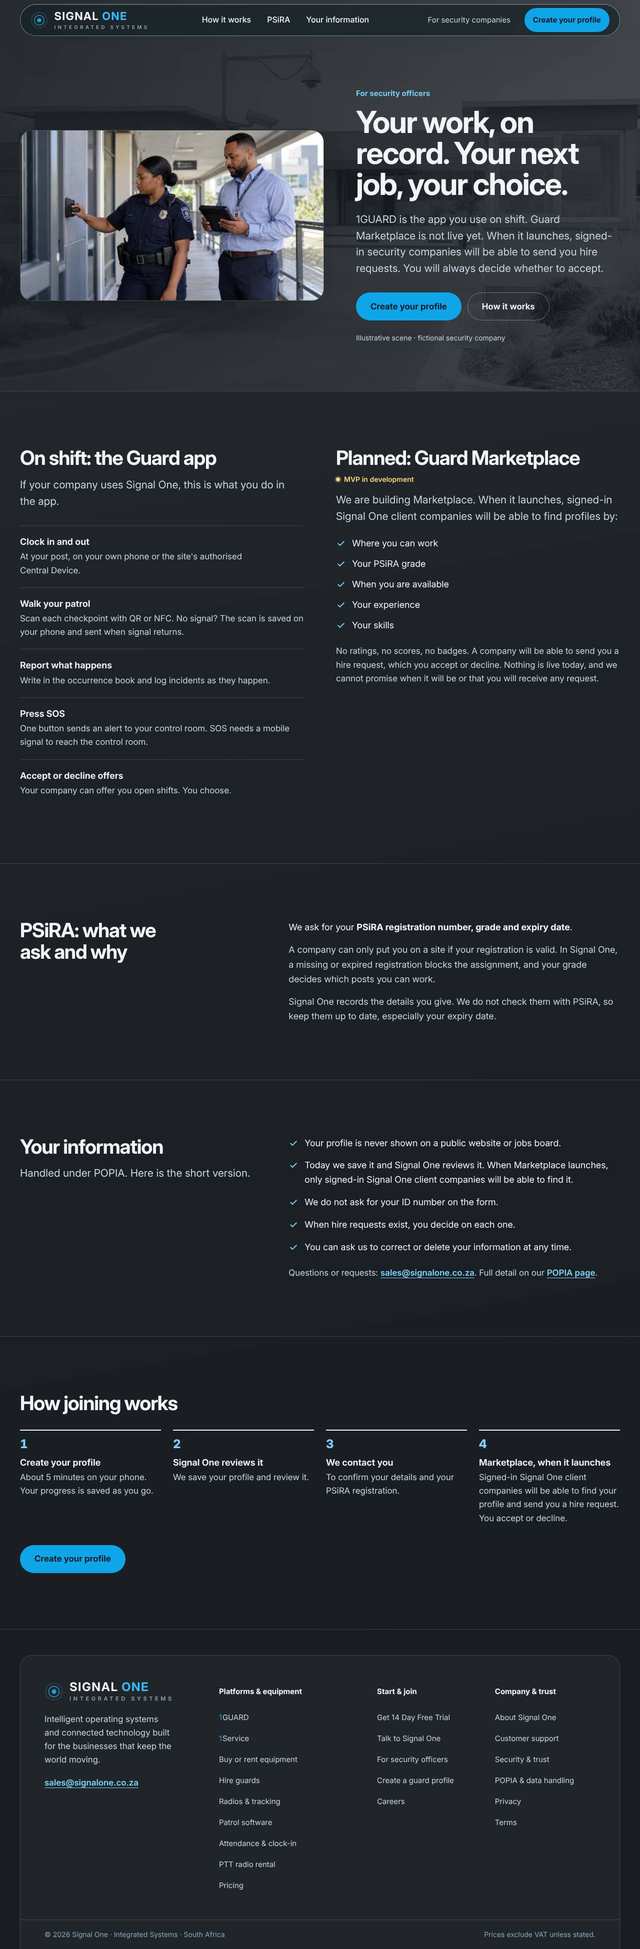 SIGNAL ONE
INTEGRATED SYSTEMS
How it works
PSiRA
Your information
For security companies
Create your profile
For security officers
Your work, on
record. Your next
job, your choice.
1GUARD is the app you use on shift. Guard
Marketplace is not live yet. When it launches, signed-
in security companies will be able to send you hire
requests. You will always decide whether to accept.
Create your profile
How it works
Illustrative scene · fictional security company
On shift: the Guard app
If your company uses Signal One, this is what you do in
the app.
Clock in and out
At your post, on your own phone or the site's authorised
Central Device.
Walk your patrol
Scan each checkpoint with QR or NFC. No signal? The scan is saved on
your phone and sent when signal returns.
Report what happens
Write in the occurrence book and log incidents as they happen.
Press SOS
One button sends an alert to your control room. SOS needs a mobile
signal to reach the control room.
Accept or decline offers
Your company can offer you open shifts. You choose.
Planned: Guard Marketplace
MVP in development
We are building Marketplace. When it launches, signed-in
Signal One client companies will be able to find profiles by:
Where you can work
Your PSiRA grade
When you are available
Your experience
Your skills
No ratings, no scores, no badges. A company will be able to send you a
hire request, which you accept or decline. Nothing is live today, and we
cannot promise when it will be or that you will receive any request.
PSiRA: what we
ask and why
We ask for your PSiRA registration number, grade and expiry date.
A company can only put you on a site if your registration is valid. In Signal One,
a missing or expired registration blocks the assignment, and your grade
decides which posts you can work.
Signal One records the details you give. We do not check them with PSiRA, so
keep them up to date, especially your expiry date.
Your information
Handled under POPIA. Here is the short version.
Your profile is never shown on a public website or jobs board.
Today we save it and Signal One reviews it. When Marketplace launches,
only signed-in Signal One client companies will be able to find it.
We do not ask for your ID number on the form.
When hire requests exist, you decide on each one.
You can ask us to correct or delete your information at any time.
Questions or requests: sales@signalone.co.za. Full detail on our POPIA page.
How joining works
1
Create your profile
About 5 minutes on your phone.
Your progress is saved as you go.
2
Signal One reviews it
We save your profile and review it.
3
We contact you
To confirm your details and your
PSiRA registration.
4
Marketplace, when it launches
Signed-in Signal One client
companies will be able to find your
profile and send you a hire request.
You accept or decline.
Create your profile
SIGNAL ONE
INTEGRATED SYSTEMS
Intelligent operating systems
and connected technology built
for the businesses that keep the
world moving.
sales@signalone.co.za
Platforms & equipment
1GUARD
1Service
Buy or rent equipment
Hire guards
Radios & tracking
Patrol software
Attendance & clock-in
PTT radio rental
Pricing
Start & join
Get 14 Day Free Trial
Talk to Signal One
For security officers
Create a guard profile
Careers
Company & trust
About Signal One
Customer support
Security & trust
POPIA & data handling
Privacy
Terms
© 2026 Signal One · Integrated Systems · South Africa
Prices exclude VAT unless stated.